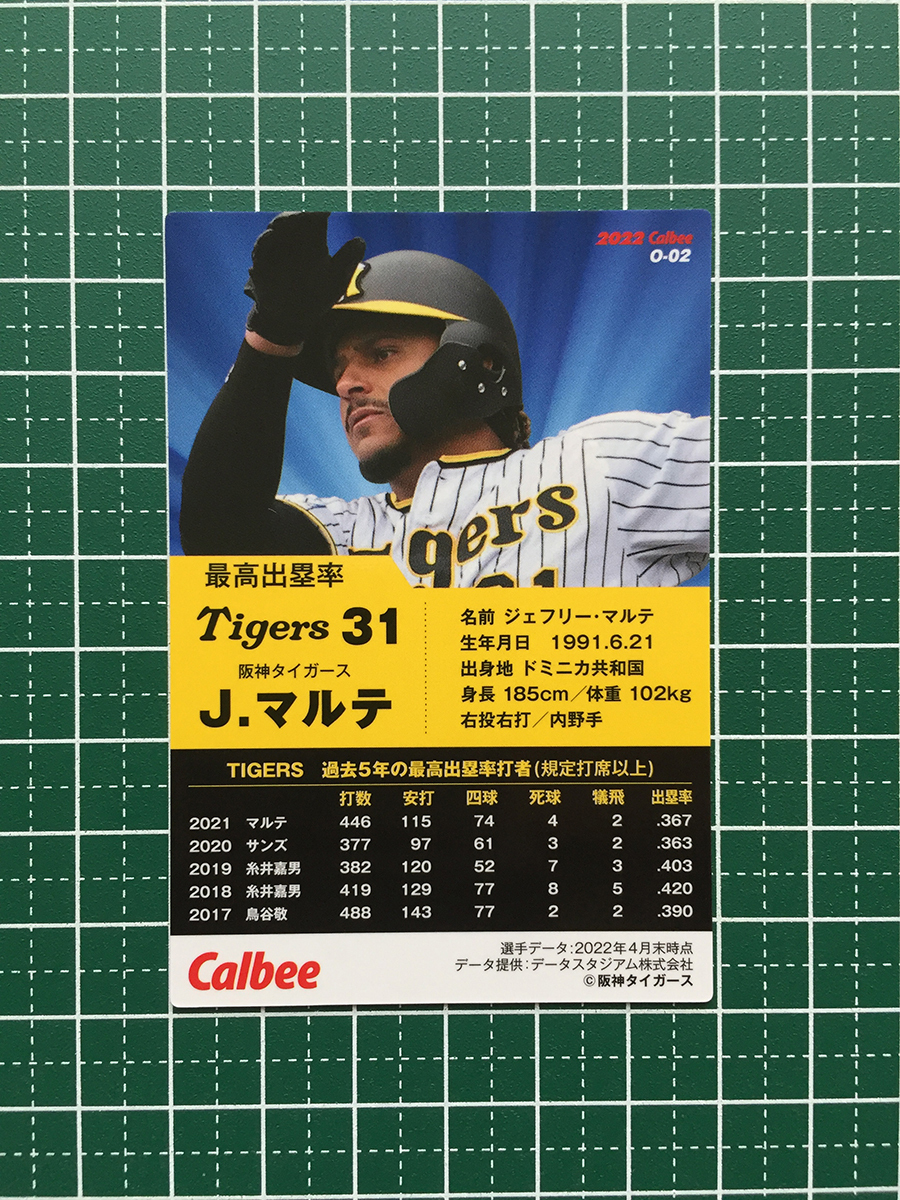 2022 Calbee
O-02
Tigers
最高出塁率
Tigers 31
阪神タイガース
J.マルテ
名前 ジェフリー・マルテ
生年月日 1991.6.21
出身地 ドミニカ共和国
身長 185cm／体重 102kg
右投右打／内野手
TIGERS 過去5年の最高出塁率打者(規定打席以上)
打数 安打 四球 死球 犠飛 出塁率
2021 マルテ 446 115 74 4 2 .367
2020 サンズ 377 97 61 3 2 .363
2019 糸井嘉男 382 120 52 7 3 .403
2018 糸井嘉男 419 129 77 8 5 .420
2017 鳥谷敬 488 143 77 2 2 .390
Calbee
選手データ:2022年4月末時点
データ提供:データスタジアム株式会社
©阪神タイガース